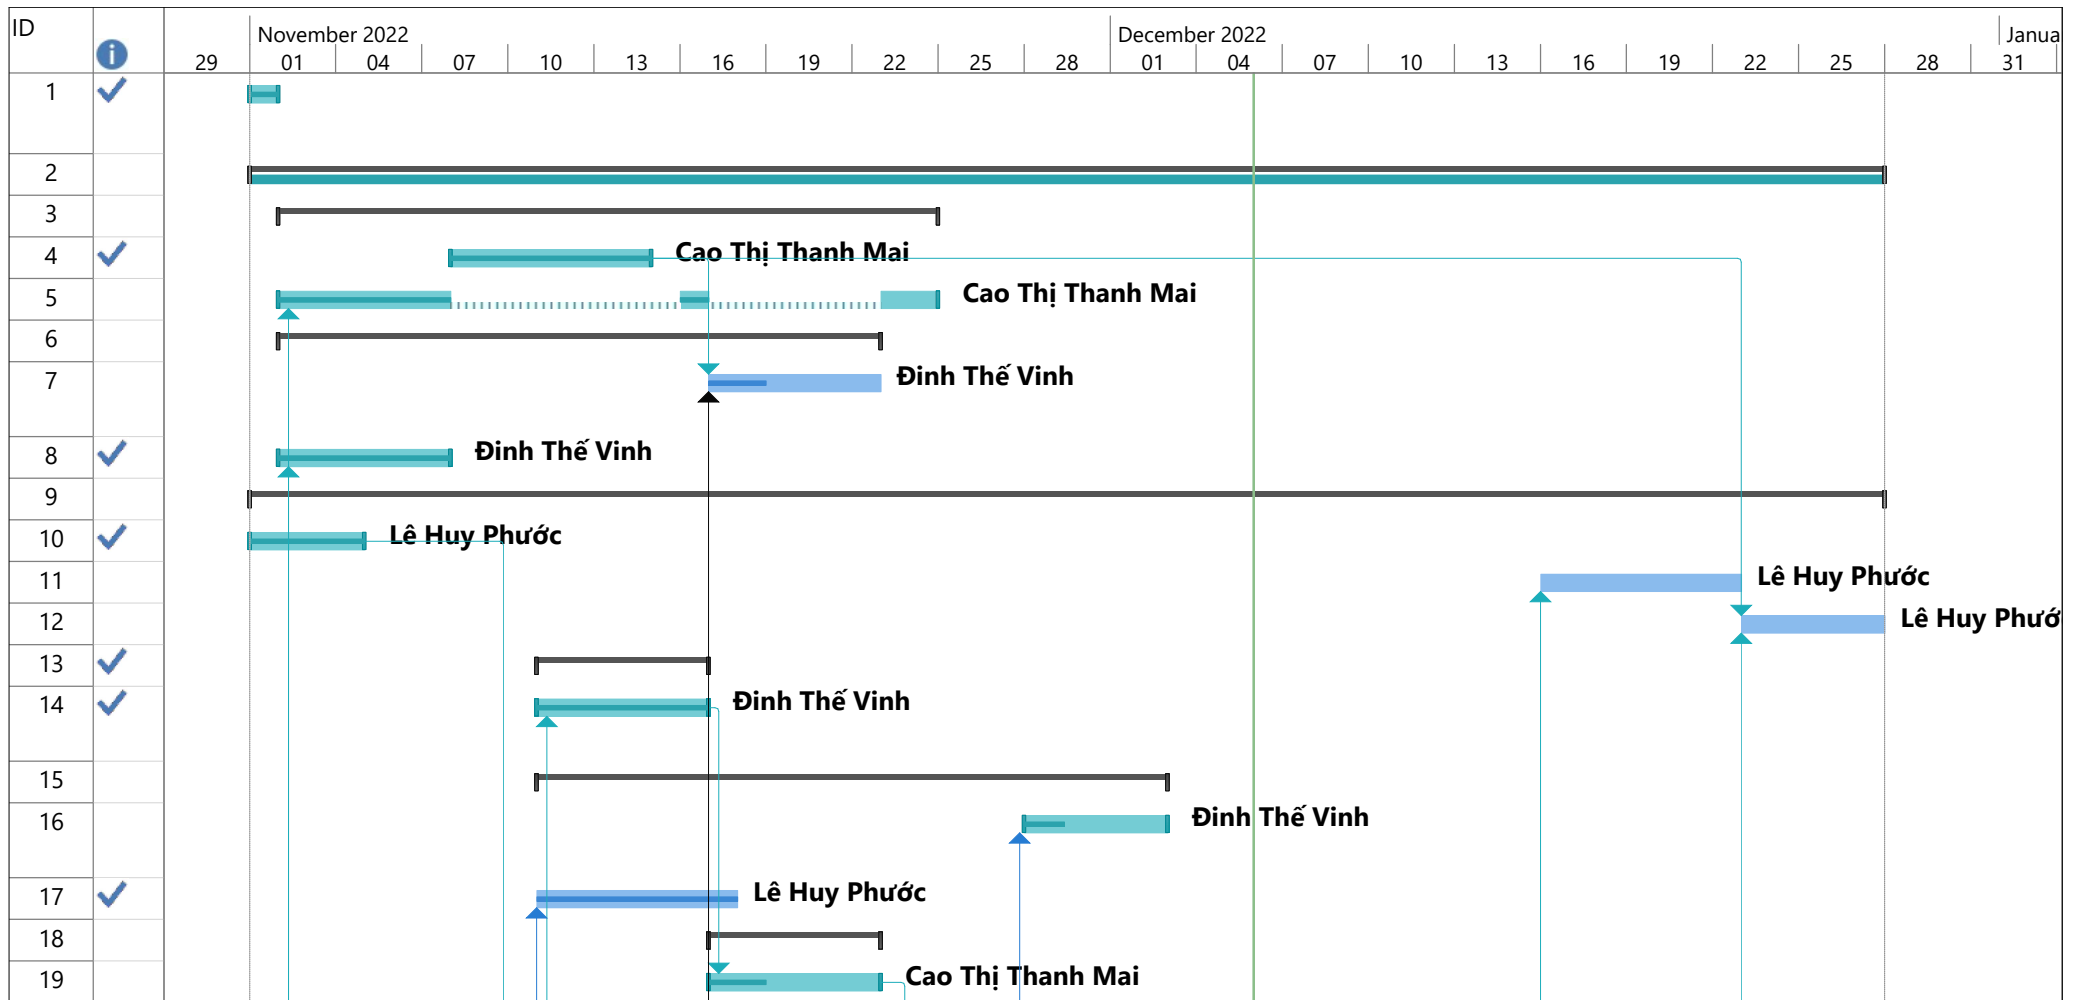 ID
November 2022 December 2022 Janua
29 01 04 07 10 13 16 19 22 25 28 01 04 07 10 13 16 19 22 25 28 31
1
2
3
4 Cao Thị Thanh Mai
5 Cao Thị Thanh Mai
6
7 Đinh Thế Vinh
8 Đinh Thế Vinh
9
10 Lê Huy Phước
11 Lê Huy Phước
12 Lê Huy Phướ
13
14 Đinh Thế Vinh
15
16 Đinh Thế Vinh
17 Lê Huy Phước
18
19 Cao Thị Thanh Mai